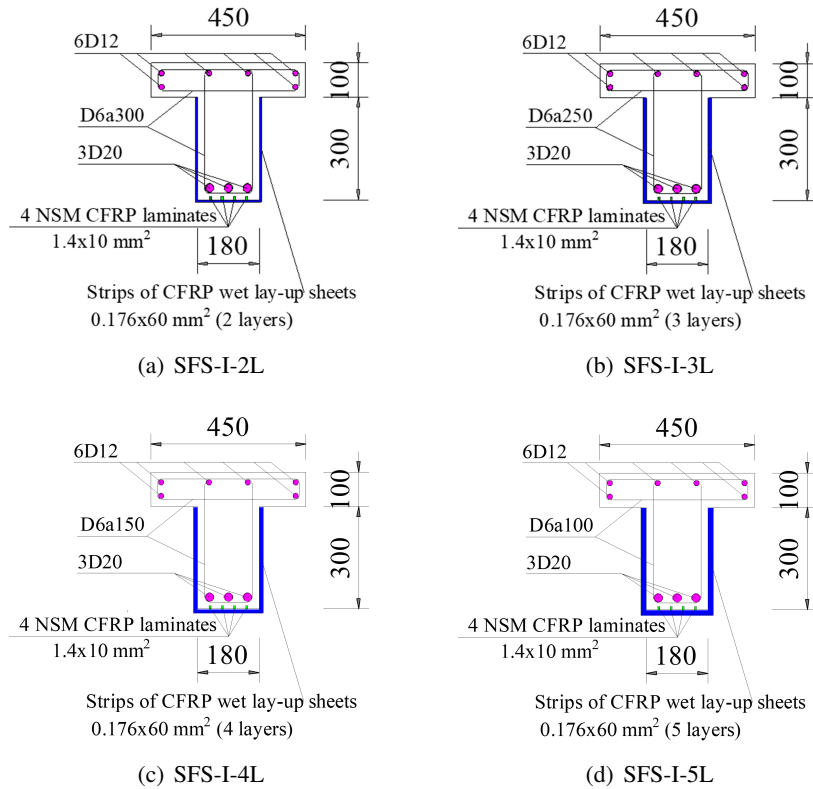 450
6D12
100
D6a300
300
3D20
4 NSM CFRP laminates
1.4x10 mm²
180
Strips of CFRP wet lay-up sheets
0.176x60 mm² (2 layers)
(a) SFS-I-2L
450
6D12
100
D6a250
300
3D20
4 NSM CFRP laminates
1.4x10 mm²
180
Strips of CFRP wet lay-up sheets
0.176x60 mm² (3 layers)
(b) SFS-I-3L
450
6D12
100
D6a150
300
3D20
4 NSM CFRP laminates
1.4x10 mm²
180
Strips of CFRP wet lay-up sheets
0.176x60 mm² (4 layers)
(c) SFS-I-4L
450
6D12
100
D6a100
300
3D20
4 NSM CFRP laminates
1.4x10 mm²
180
Strips of CFRP wet lay-up sheets
0.176x60 mm² (5 layers)
(d) SFS-I-5L